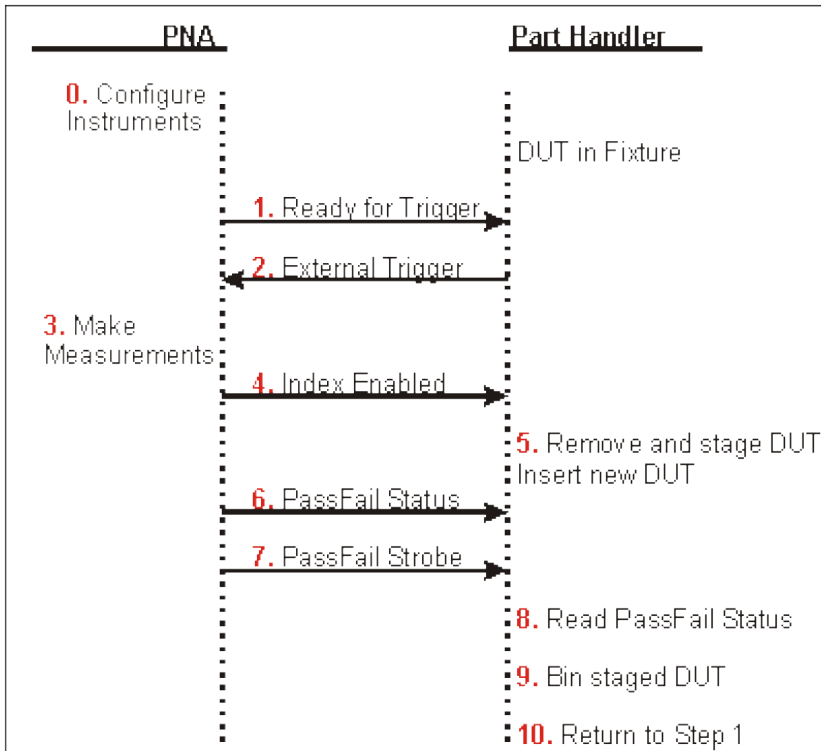 PNA
Part Handler
0. Configure
Instruments
DUT in Fixture
1. Ready for Trigger
2. External Trigger
3. Make
Measurements
4. Index Enabled
5. Remove and stage DUT
Insert new DUT
6. PassFail Status
7. PassFail Strobe
8. Read PassFail Status
9. Bin staged DUT
10. Return to Step 1